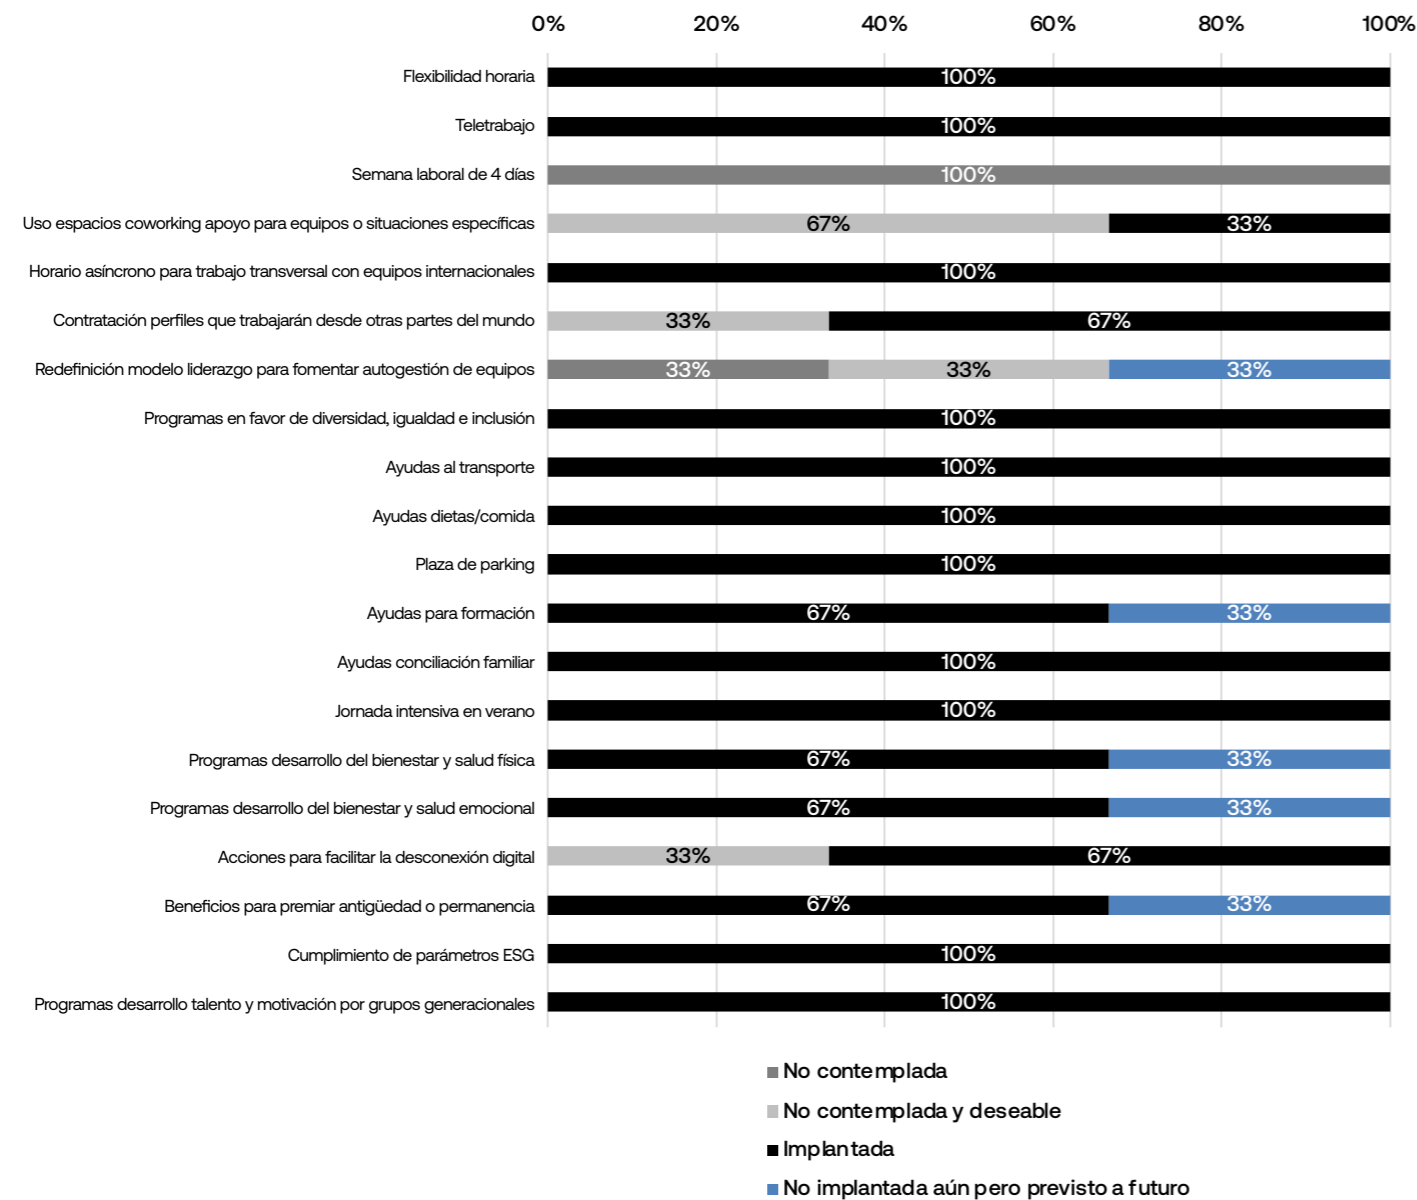 0% 20% 40% 60% 80% 100%
Flexibilidad horaria 100%
Teletrabajo 100%
Semana laboral de 4 días 100%
Uso espacios coworking apoyo para equipos o situaciones específicas 67% 33%
Horario asíncrono para trabajo transversal con equipos internacionales 100%
Contratación perfiles que trabajarán desde otras partes del mundo 33% 67%
Redefinición modelo liderazgo para fomentar autogestión de equipos 33% 33% 33%
Programas en favor de diversidad, igualdad e inclusión 100%
Ayudas al transporte 100%
Ayudas dietas/comida 100%
Plaza de parking 100%
Ayudas para formación 67% 33%
Ayudas conciliación familiar 100%
Jornada intensiva en verano 100%
Programas desarrollo del bienestar y salud física 67% 33%
Programas desarrollo del bienestar y salud emocional 67% 33%
Acciones para facilitar la desconexión digital 33% 67%
Beneficios para premiar antigüedad o permanencia 67% 33%
Cumplimiento de parámetros ESG 100%
Programas desarrollo talento y motivación por grupos generacionales 100%
No contemplada
No contemplada y deseable
Implantada
No implantada aún pero previsto a futuro